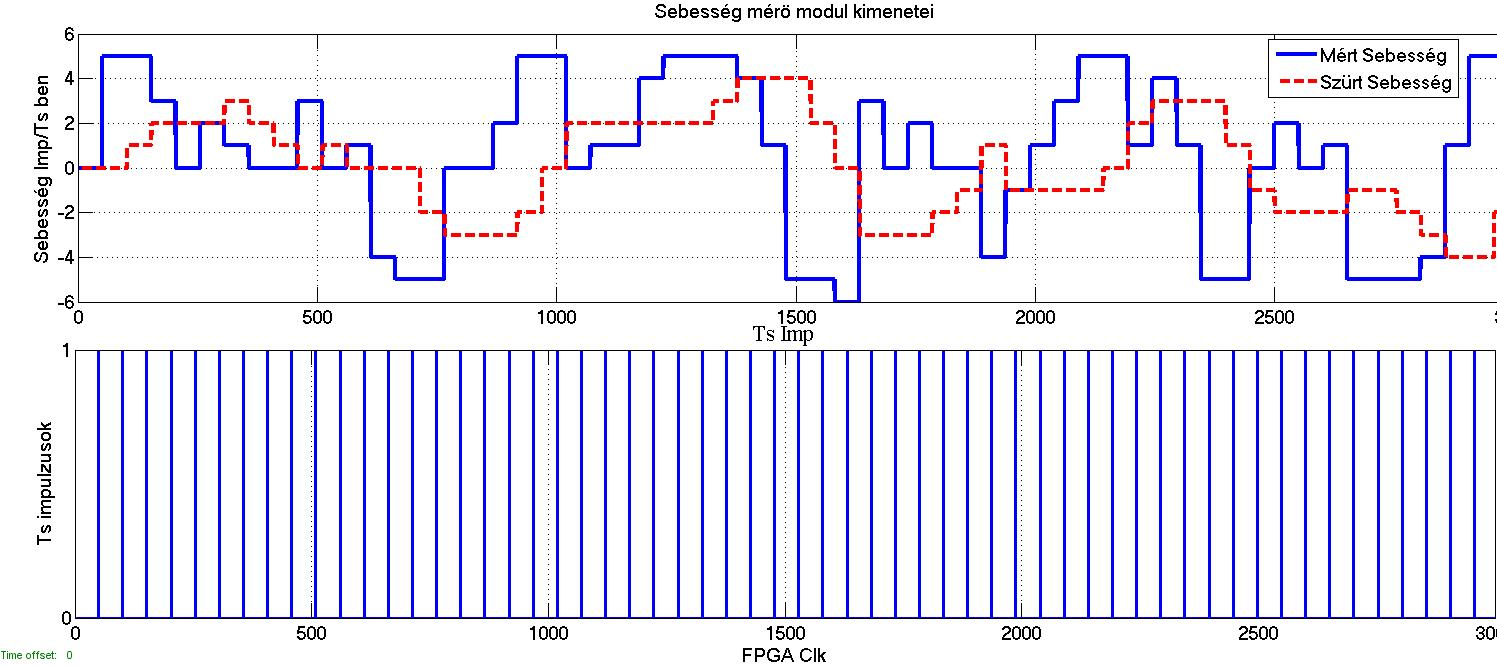 Sebesség mérö modul kimenetei
Sebesség Imp/Ts ben
6
4
2
0
-2
-4
-6
Mért Sebesség
Szürt Sebesség
0 500 1000 1500 2000 2500
Ts Imp
Ts impulzusok
1
0
0 500 1000 1500 2000 2500 300
FPGA Clk
Time offset: 0